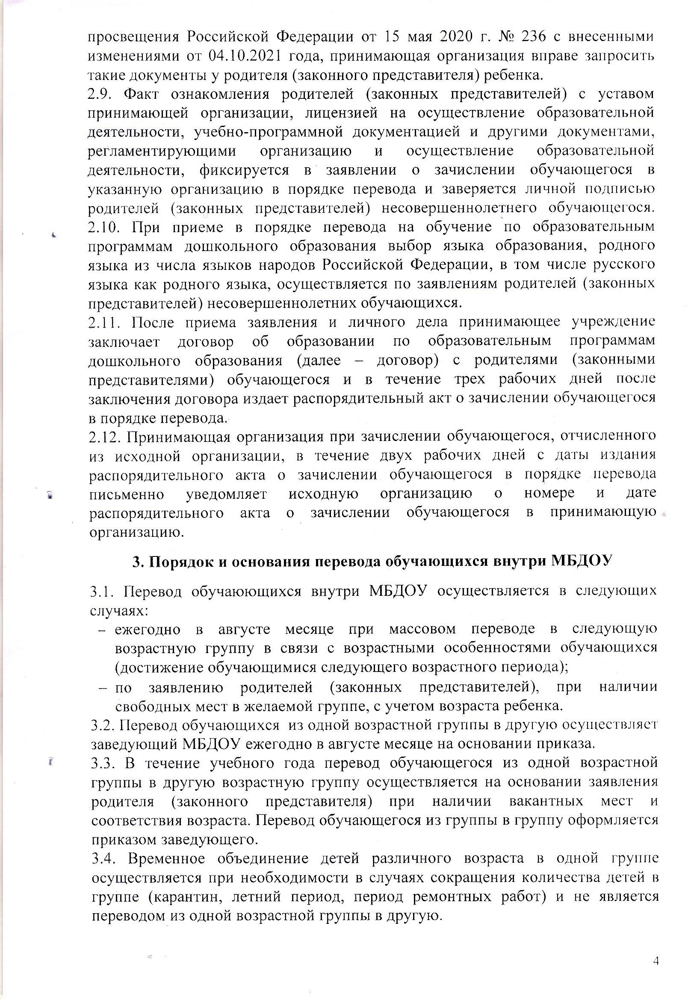 просвещения Российской Федерации от 15 мая 2020 г. № 236 с внесенными
изменениями от 04.10.2021 года, принимающая организация вправе запросить
такие документы у родителя (законного представителя) ребенка.
2.9. Факт ознакомления родителей (законных представителей) с уставом
принимающей организации, лицензией на осуществление образовательной
деятельности, учебно-программной документацией и другими документами,
регламентирующими организацию и осуществление образовательной
деятельности, фиксируется в заявлении о зачислении обучающегося в
указанную организацию в порядке перевода и заверяется личной подписью
родителей (законных представителей) несовершеннолетнего обучающегося.
2.10. При приеме в порядке перевода на обучение по образовательным
программам дошкольного образования выбор языка образования, родного
языка из числа языков народов Российской Федерации, в том числе русского
языка как родного языка, осуществляется по заявлениям родителей (законных
представителей) несовершеннолетних обучающихся.
2.11. После приема заявления и личного дела принимающее учреждение
заключает договор об образовании по образовательным программам
дошкольного образования (далее – договор) с родителями (законными
представителями) обучающегося и в течение трех рабочих дней после
заключения договора издает распорядительный акт о зачислении обучающегося
в порядке перевода.
2.12. Принимающая организация при зачислении обучающегося, отчисленного
из исходной организации, в течение двух рабочих дней с даты издания
распорядительного акта о зачислении обучающегося в порядке перевода
письменно уведомляет исходную организацию о номере и дате
распорядительного акта о зачислении обучающегося в принимающую
организацию.
3. Порядок и основания перевода обучающихся внутри МБДОУ
3.1. Перевод обучаюющихся внутри МБДОУ осуществляется в следующих
случаях:
– ежегодно в августе месяце при массовом переводе в следующую
возрастную группу в связи с возрастными особенностями обучающихся
(достижение обучающимися следующего возрастного периода);
– по заявлению родителей (законных представителей), при наличии
свободных мест в желаемой группе, с учетом возраста ребенка.
3.2. Перевод обучающихся из одной возрастной группы в другую осуществляет
заведующий МБДОУ ежегодно в августе месяце на основании приказа.
3.3. В течение учебного года перевод обучающегося из одной возрастной
группы в другую возрастную группу осуществляется на основании заявления
родителя (законного представителя) при наличии вакантных мест и
соответствия возраста. Перевод обучающегося из группы в группу оформляется
приказом заведующего.
3.4. Временное объединение детей различного возраста в одной группе
осуществляется при необходимости в случаях сокращения количества детей в
группе (карантин, летний период, период ремонтных работ) и не является
переводом из одной возрастной группы в другую.
4